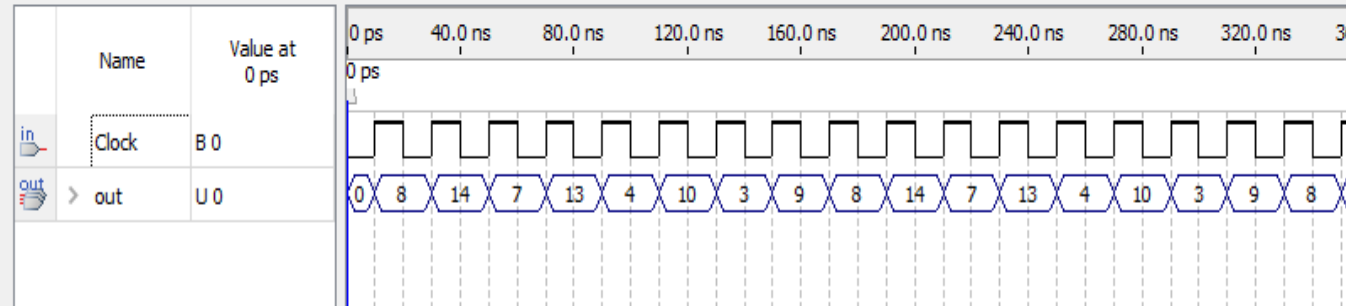 0 ps 40.0 ns 80.0 ns 120.0 ns 160.0 ns 200.0 ns 240.0 ns 280.0 ns 320.0 ns 3
Name Value at
0 ps
0 ps
in Clock B 0
out > out U 0 0 8 14 7 13 4 10 3 9 8 14 7 13 4 10 3 9 8